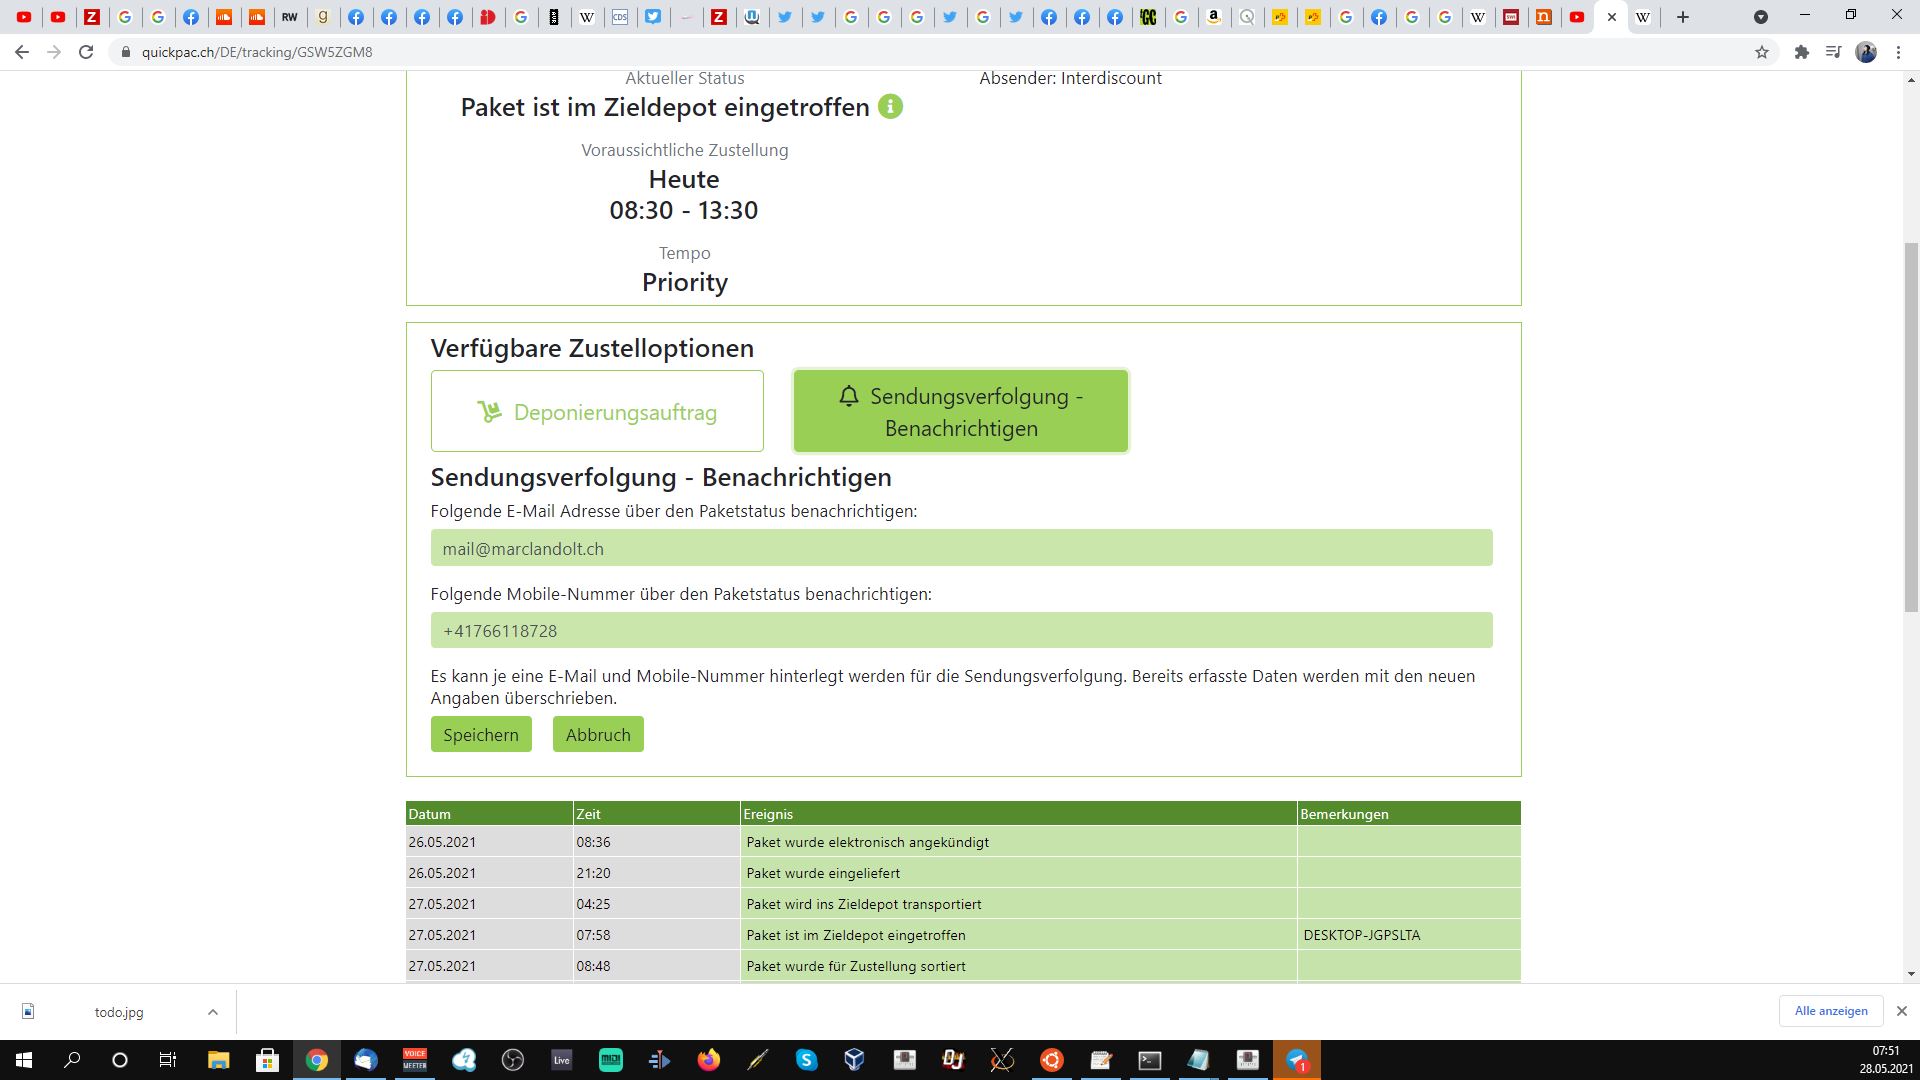 quickpac.ch/DE/tracking/GSW5ZGM8
Aktueller Status
Absender: Interdiscount
Paket ist im Zieldepot eingetroffen
Voraussichtliche Zustellung
Heute
08:30 - 13:30
Tempo
Priority
Verfügbare Zustelloptionen
Deponierungsauftrag
Sendungsverfolgung -
Benachrichtigen
Sendungsverfolgung - Benachrichtigen
Folgende E-Mail Adresse über den Paketstatus benachrichtigen:
mail@marclandolt.ch
Folgende Mobile-Nummer über den Paketstatus benachrichtigen:
+41766118728
Es kann je eine E-Mail und Mobile-Nummer hinterlegt werden für die Sendungsverfolgung. Bereits erfasste Daten werden mit den neuen
Angaben überschrieben.
Speichern Abbruch
Datum Zeit Ereignis Bemerkungen
26.05.2021 08:36 Paket wurde elektronisch angekündigt
26.05.2021 21:20 Paket wurde eingeliefert
27.05.2021 04:25 Paket wird ins Zieldepot transportiert
27.05.2021 07:58 Paket ist im Zieldepot eingetroffen DESKTOP-JGPSLTA
27.05.2021 08:48 Paket wurde für Zustellung sortiert
todo.jpg
Alle anzeigen
07:51
28.05.2021